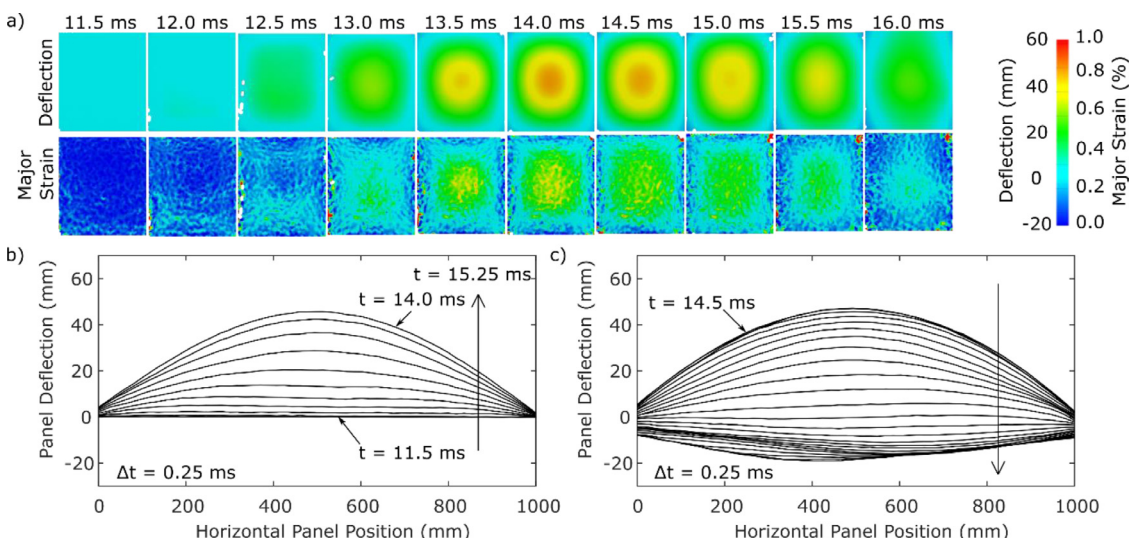 a) 11.5 ms 12.0 ms 12.5 ms 13.0 ms 13.5 ms 14.0 ms 14.5 ms 15.0 ms 15.5 ms 16.0 ms
Deflection
Major
Strain
Deflection (mm)
60
40
20
0
-20
1.0
0.8
0.6
0.4
0.2
0.0
Major Strain (%)
b)
Panel Deflection (mm)
60
40
20
0
-20
t = 15.25 ms
t = 14.0 ms
t = 11.5 ms
Δt = 0.25 ms
0 200 400 600 800 1000
Horizontal Panel Position (mm)
c)
Panel Deflection (mm)
60
40
20
0
-20
t = 14.5 ms
Δt = 0.25 ms
0 200 400 600 800 1000
Horizontal Panel Position (mm)